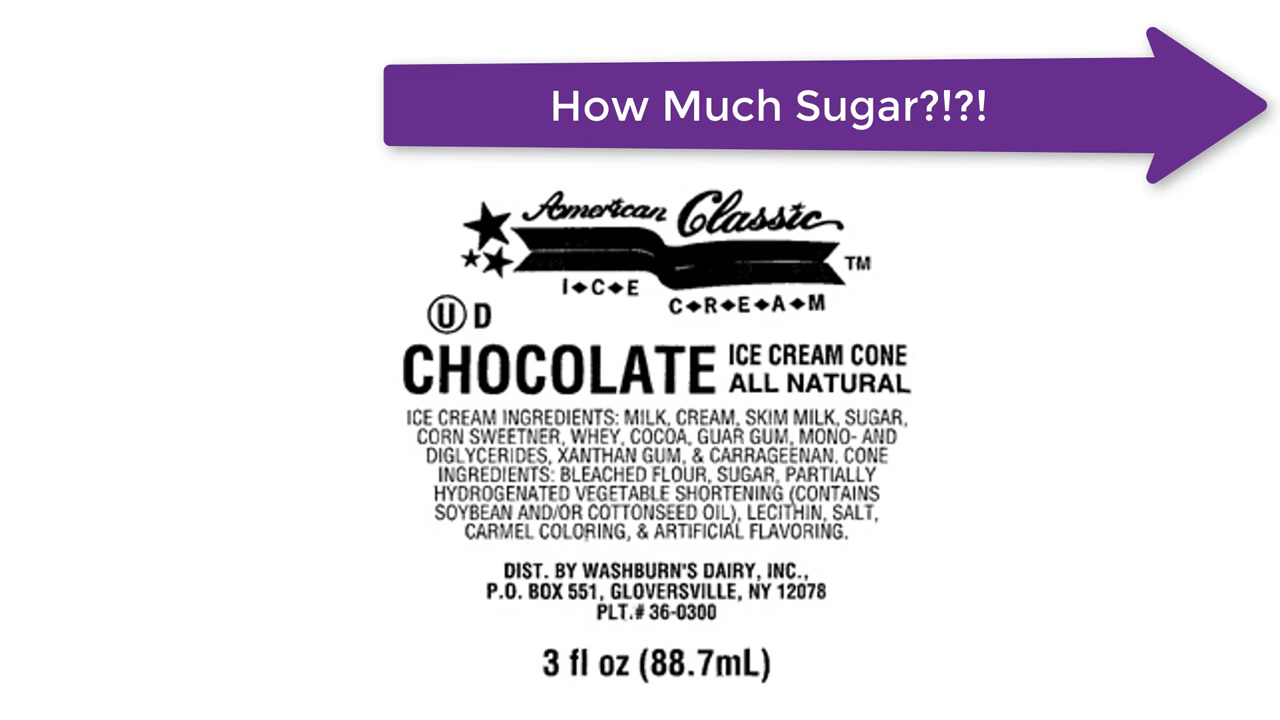 How Much Sugar?!?!
American Classic
TM
I◆C◆E
C◆R◆E◆A◆M
U D
CHOCOLATE ICE CREAM CONE
ALL NATURAL
ICE CREAM INGREDIENTS: MILK, CREAM, SKIM MILK, SUGAR,
CORN SWEETNER, WHEY, COCOA, GUAR GUM, MONO- AND
DIGLYCERIDES, XANTHAN GUM, & CARRAGEENAN. CONE
INGREDIENTS: BLEACHED FLOUR, SUGAR, PARTIALLY
HYDROGENATED VEGETABLE SHORTENING (CONTAINS
SOYBEAN AND/OR COTTONSEED OIL), LECITHIN, SALT,
CARMEL COLORING, & ARTIFICIAL FLAVORING.
DIST. BY WASHBURN'S DAIRY, INC.,
P.O. BOX 551, GLOVERSVILLE, NY 12078
PLT.# 36-0300
3 fl oz (88.7mL)